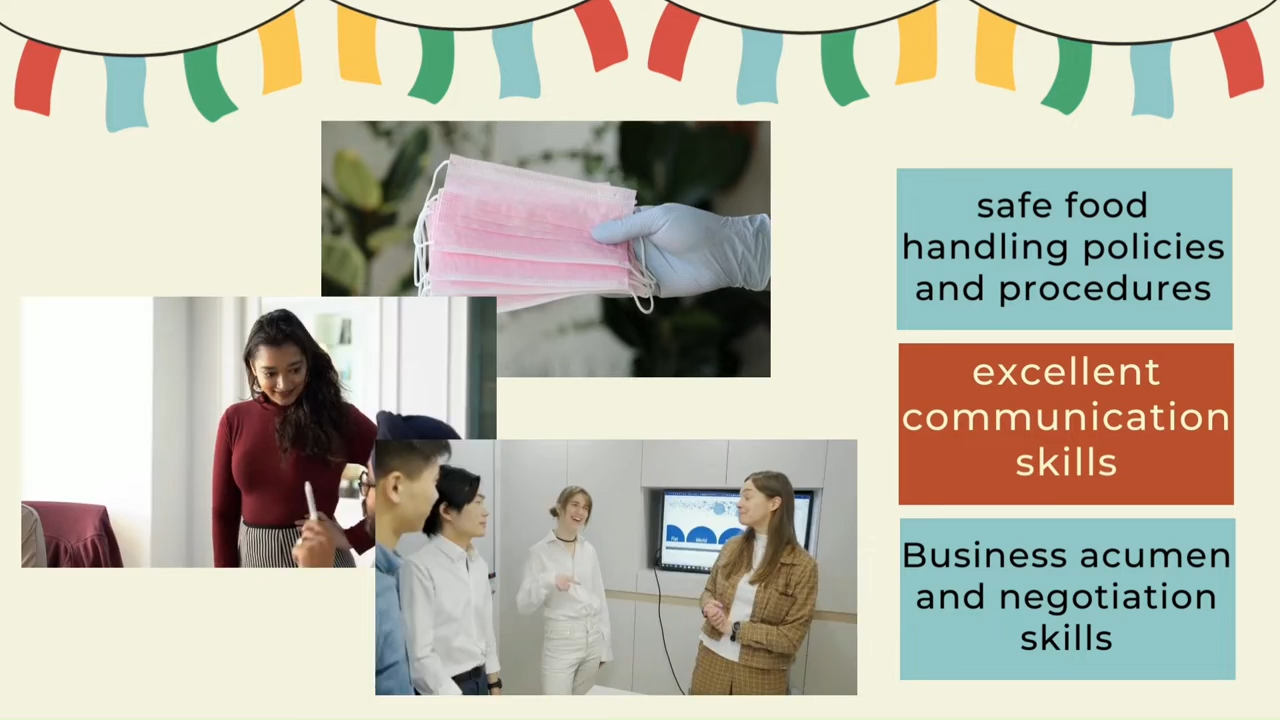 safe food
handling policies
and procedures
excellent
communication
skills
Business acumen
and negotiation
skills